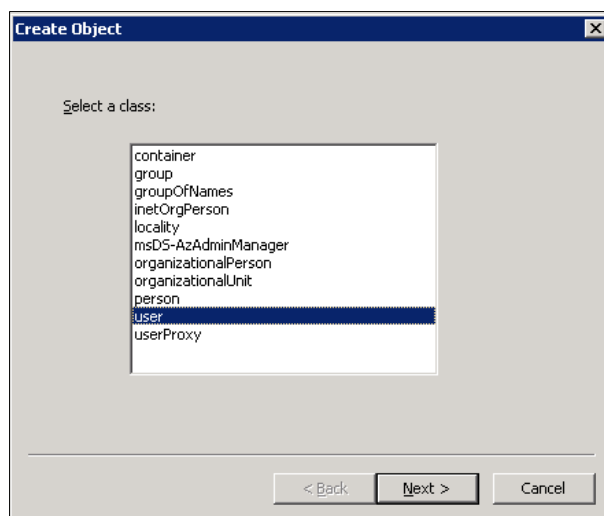 Create Object
Select a class:
container
group
groupOfNames
inetOrgPerson
locality
msDS-AzAdminManager
organizationalPerson
organizationalUnit
person
user
userProxy
< Back
Next >
Cancel